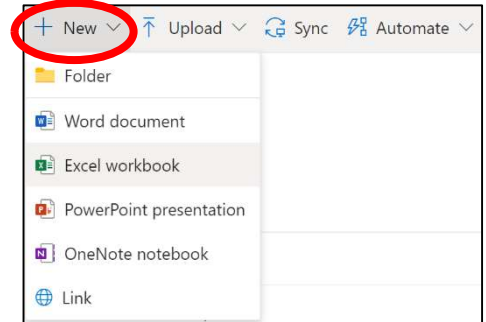 + New Upload Sync Automate
Folder
Word document
Excel workbook
PowerPoint presentation
OneNote notebook
Link